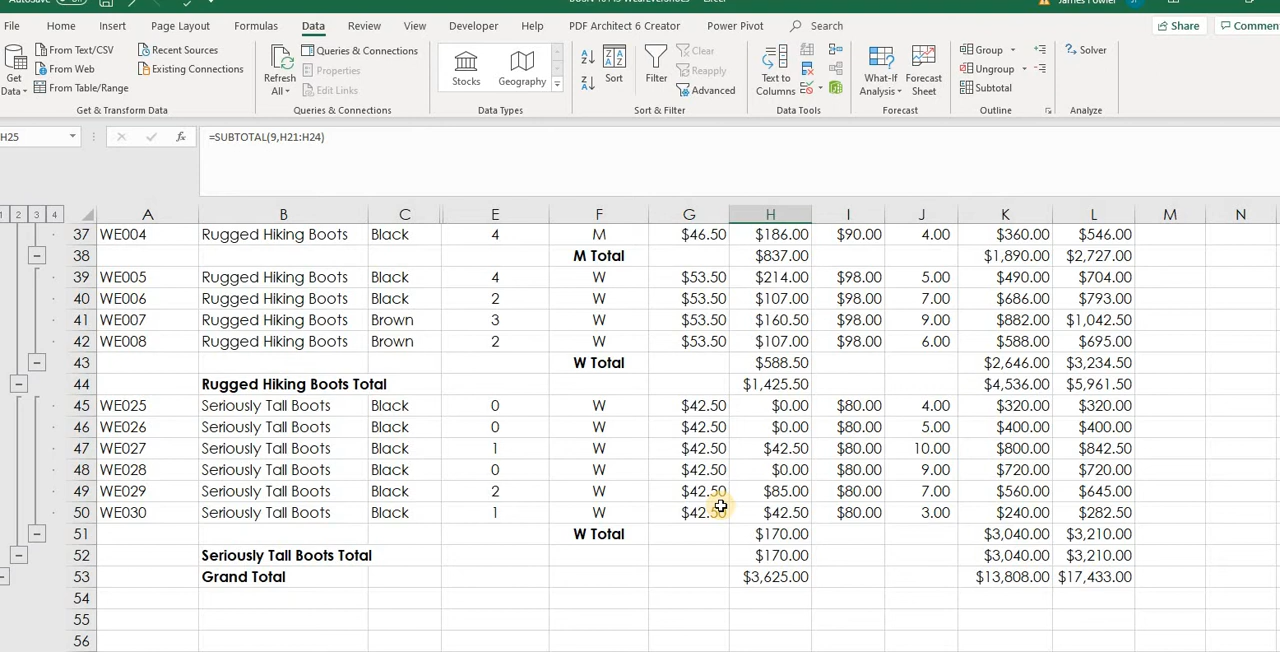 File Home Insert Page Layout Formulas Data Review View Developer Help PDF Architect 6 Creator Power Pivot Search Share
Get Data From Text/CSV From Web From Table/Range Recent Sources Existing Connections
Refresh All Queries & Connections Properties Edit Links
Stocks Geography
Sort Filter Clear Reapply Advanced
Text to Columns What-If Analysis Forecast Sheet
Group Ungroup Subtotal Solver
Get & Transform Data Queries & Connections Data Types Sort & Filter Data Tools Forecast Outline Analyze
H25 fx =SUBTOTAL(9,H21:H24)
1 2 3 4 A B C E F G H I J K L M N
37 WE004 Rugged Hiking Boots Black 4 M $46.50 $186.00 $90.00 4.00 $360.00 $546.00
38 M Total $837.00 $1,890.00 $2,727.00
39 WE005 Rugged Hiking Boots Black 4 W $53.50 $214.00 $98.00 5.00 $490.00 $704.00
40 WE006 Rugged Hiking Boots Black 2 W $53.50 $107.00 $98.00 7.00 $686.00 $793.00
41 WE007 Rugged Hiking Boots Brown 3 W $53.50 $160.50 $98.00 9.00 $882.00 $1,042.50
42 WE008 Rugged Hiking Boots Brown 2 W $53.50 $107.00 $98.00 6.00 $588.00 $695.00
43 W Total $588.50 $2,646.00 $3,234.50
44 Rugged Hiking Boots Total $1,425.50 $4,536.00 $5,961.50
45 WE025 Seriously Tall Boots Black 0 W $42.50 $0.00 $80.00 4.00 $320.00 $320.00
46 WE026 Seriously Tall Boots Black 0 W $42.50 $0.00 $80.00 5.00 $400.00 $400.00
47 WE027 Seriously Tall Boots Black 1 W $42.50 $42.50 $80.00 10.00 $800.00 $842.50
48 WE028 Seriously Tall Boots Black 0 W $42.50 $0.00 $80.00 9.00 $720.00 $720.00
49 WE029 Seriously Tall Boots Black 2 W $42.50 $85.00 $80.00 7.00 $560.00 $645.00
50 WE030 Seriously Tall Boots Black 1 W $42.50 $42.50 $80.00 3.00 $240.00 $282.50
51 W Total $170.00 $3,040.00 $3,210.00
52 Seriously Tall Boots Total $170.00 $3,040.00 $3,210.00
53 Grand Total $3,625.00 $13,808.00 $17,433.00
54
55
56